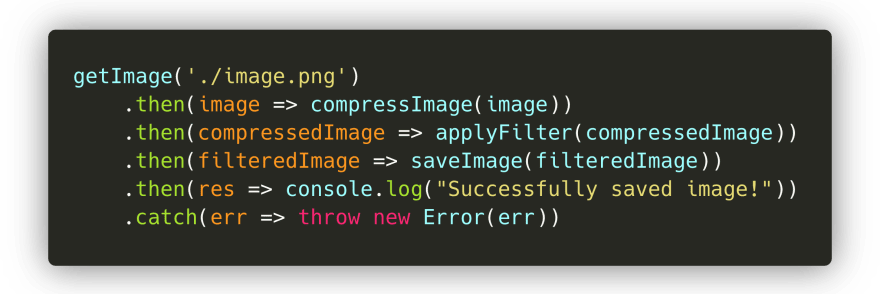 getImage('./image.png')
    .then(image => compressImage(image))
    .then(compressedImage => applyFilter(compressedImage))
    .then(filteredImage => saveImage(filteredImage))
    .then(res => console.log("Successfully saved image!"))
    .catch(err => throw new Error(err))